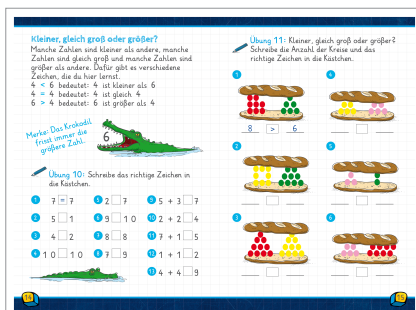 Kleiner, gleich groß oder größer?
Manche Zahlen sind kleiner als andere, manche
Zahlen sind gleich groß und manche Zahlen sind
größer als andere. Dafür gibt es verschiedene
Zeichen, die du hier lernst.
4 < 6 bedeutet: 4 ist kleiner als 6
4 = 4 bedeutet: 4 ist gleich 4
6 > 4 bedeutet: 6 ist größer als 4
Merke: Das Krokodil
frisst immer die
größere Zahl.
6
Übung 10: Schreibe das richtige Zeichen in
die Kästchen.
1 7 = 7
2 5 1
3 4 2
4 10 10
5 2 7
6 9 10
7 8 8
8 7 9
9 5 + 3 7
10 2 + 2 4
11 7 + 1 5
12 1 + 1 2
13 4 + 4 9
14
Übung 11: Kleiner, gleich groß oder größer?
Schreibe die Anzahl der Kreise und das
richtige Zeichen in die Kästchen.
1
8 > 6
2
3
4
5
6
15